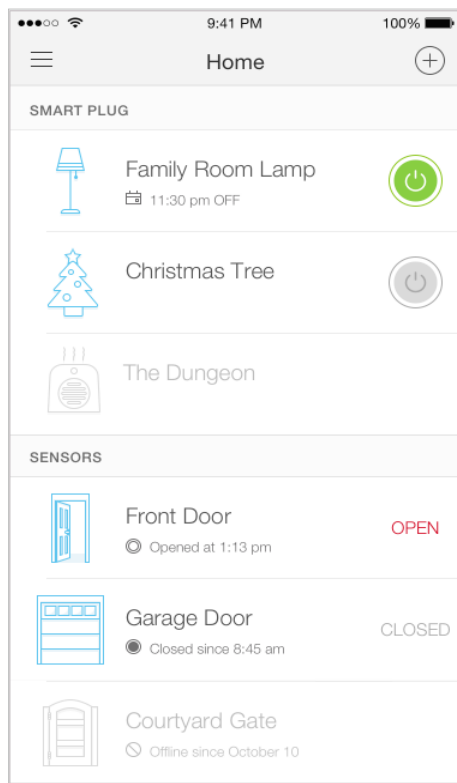 9:41 PM
100%
Home
SMART PLUG
Family Room Lamp
11:30 pm OFF
Christmas Tree
The Dungeon
SENSORS
Front Door
Opened at 1:13 pm
OPEN
Garage Door
Closed since 8:45 am
CLOSED
Courtyard Gate
Offline since October 10